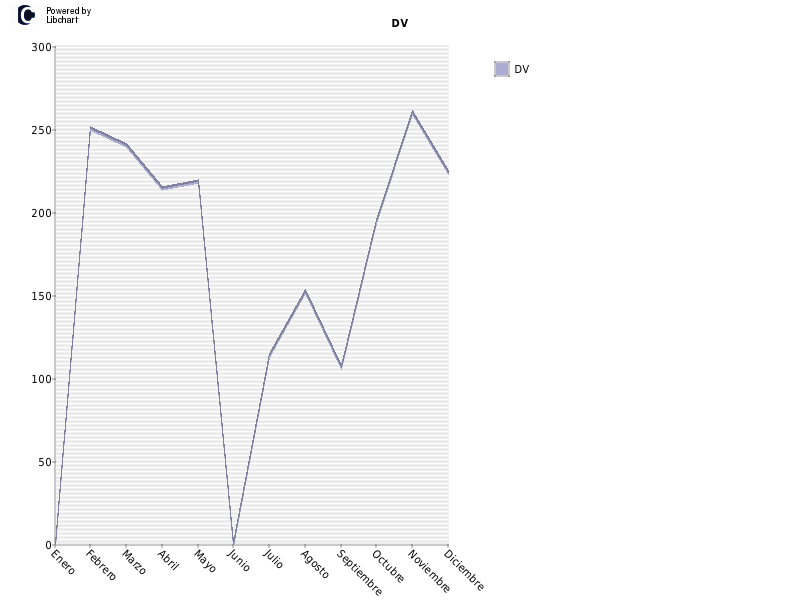 Powered by
Libchart
DV
300
250
200
150
100
50
0
DV
Enero
Febrero
Marzo
Abril
Mayo
Junio
Julio
Agosto
Septiembre
Octubre
Noviembre
Diciembre